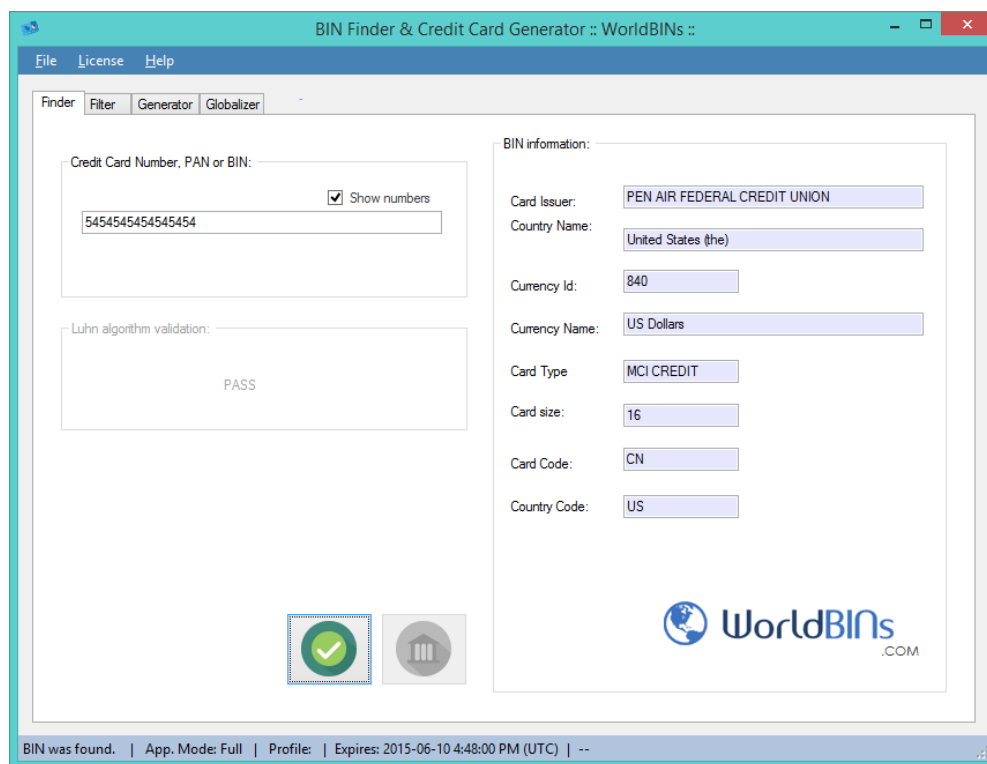 BIN Finder & Credit Card Generator :: WorldBINs ::
File License Help
Finder Filter Generator Globalizer
Credit Card Number, PAN or BIN:
Show numbers
5454545454545454
Luhn algorithm validation:
PASS
BIN information:
Card Issuer: PEN AIR FEDERAL CREDIT UNION
Country Name: United States (the)
Currency Id: 840
Currency Name: US Dollars
Card Type MCI CREDIT
Card size: 16
Card Code: CN
Country Code: US
WorldBINs
.COM
BIN was found. | App. Mode: Full | Profile: | Expires: 2015-06-10 4:48:00 PM (UTC) | --